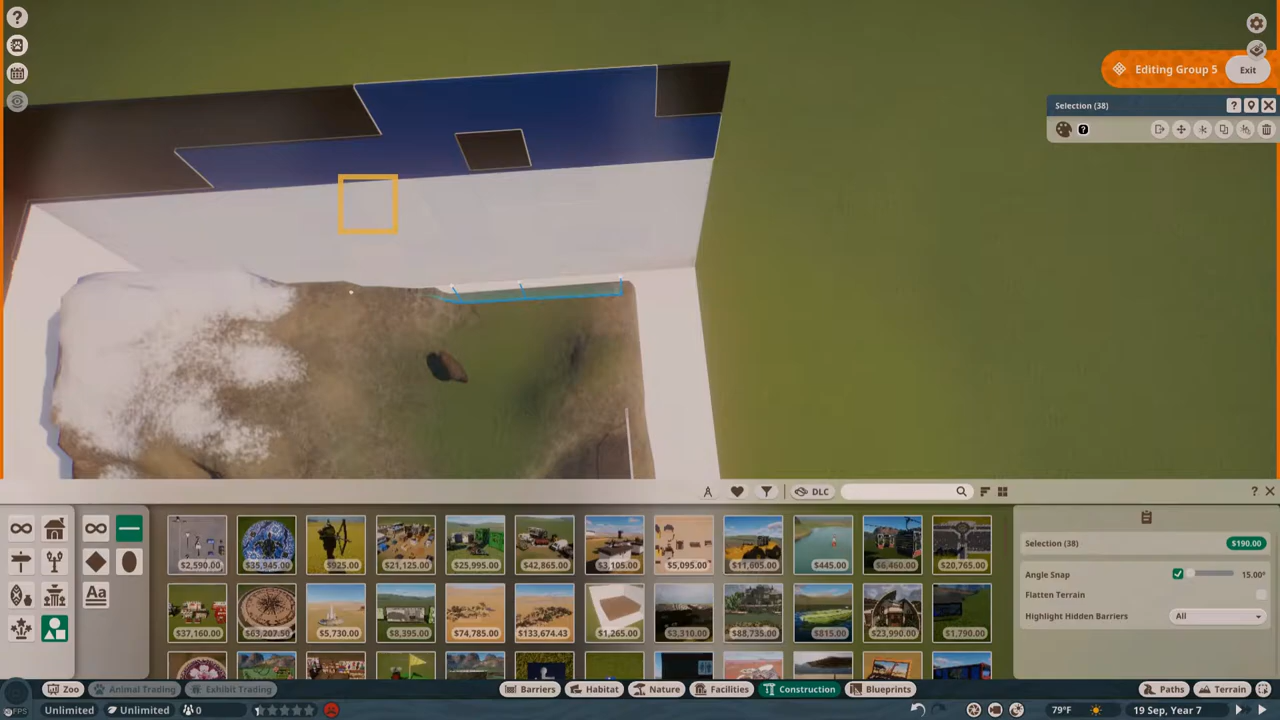 Editing Group 5
Exit
Selection (38)
DLC
$2,590.00
$35,945.00
$925.00
$21,125.00
$25,995.00
$42,865.00
$3,105.00
$5,095.00
$11,605.00
$445.00
$6,460.00
$20,765.00
$37,160.00
$63,207.50
$5,730.00
$8,395.00
$74,785.00
$133,674.43
$1,265.00
$3,310.00
$88,735.00
$815.00
$23,990.00
$1,790.00
Aa
Selection (38)
$190.00
Angle Snap
15.00°
Flatten Terrain
Highlight Hidden Barriers
All
Zoo
Animal Trading
Exhibit Trading
Barriers
Habitat
Nature
Facilities
Construction
Blueprints
Paths
Terrain
Unlimited
Unlimited
0
79°F
19 Sep, Year 7